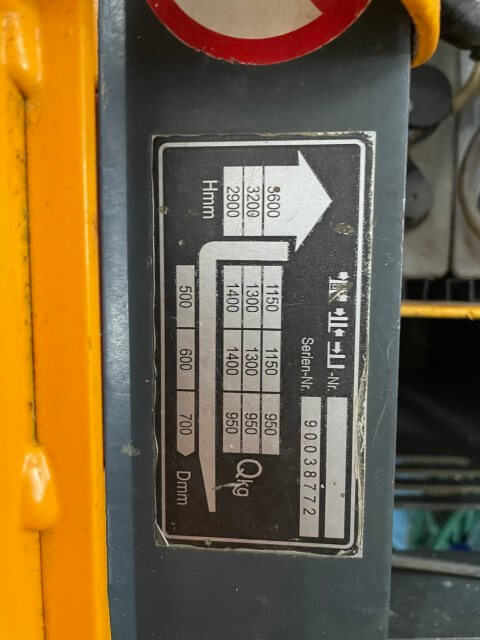 -Nr.
Serien-Nr. 90038772
3600 1150 1150 950
3200 1300 1300 950
2900 1400 1400 950 Qkg
Hmm
500 600 700 Dmm